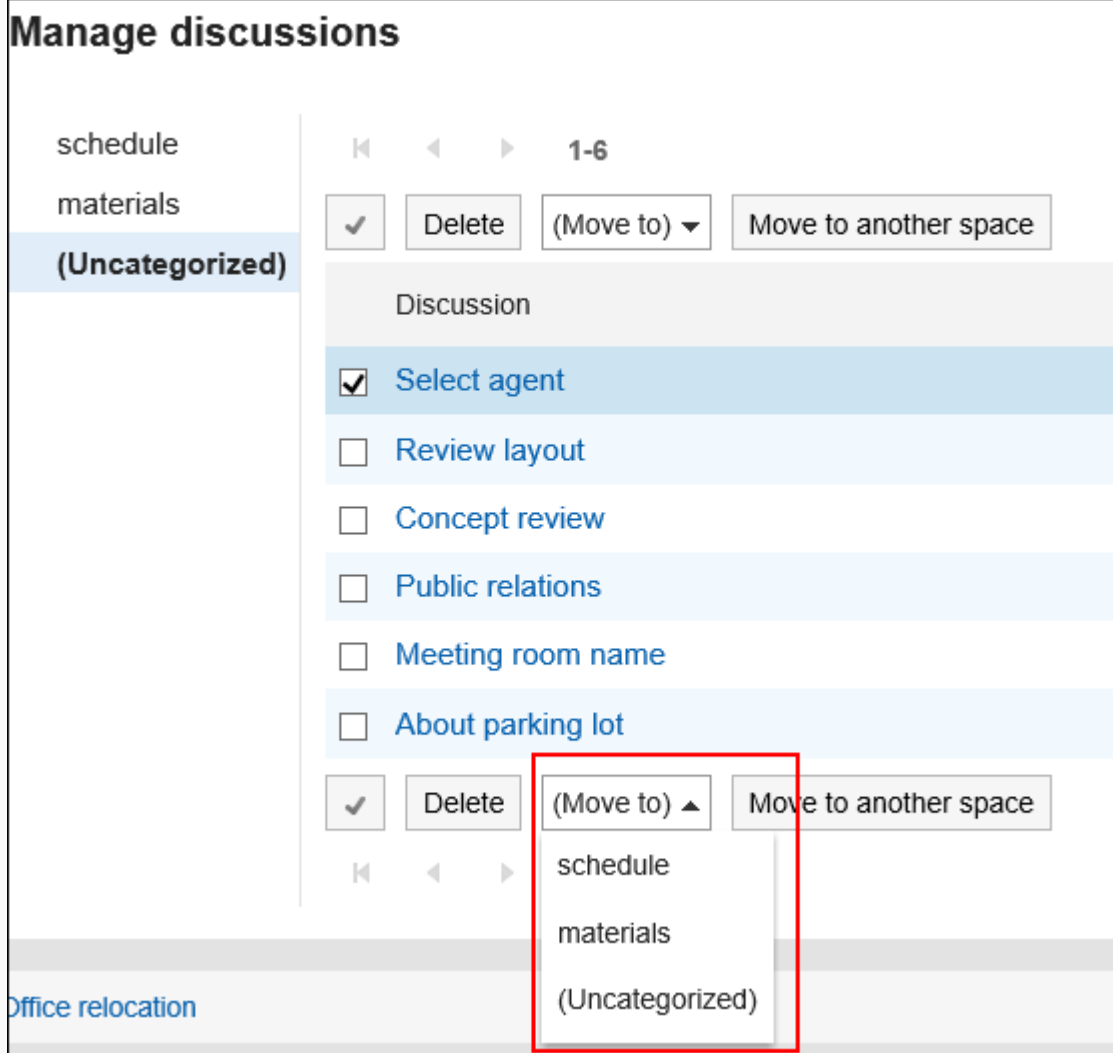 Manage discussions
schedule
materials
(Uncategorized)
1-6
Delete (Move to) Move to another space
Discussion
Select agent
Review layout
Concept review
Public relations
Meeting room name
About parking lot
Delete (Move to) Move to another space
schedule
materials
(Uncategorized)
Office relocation